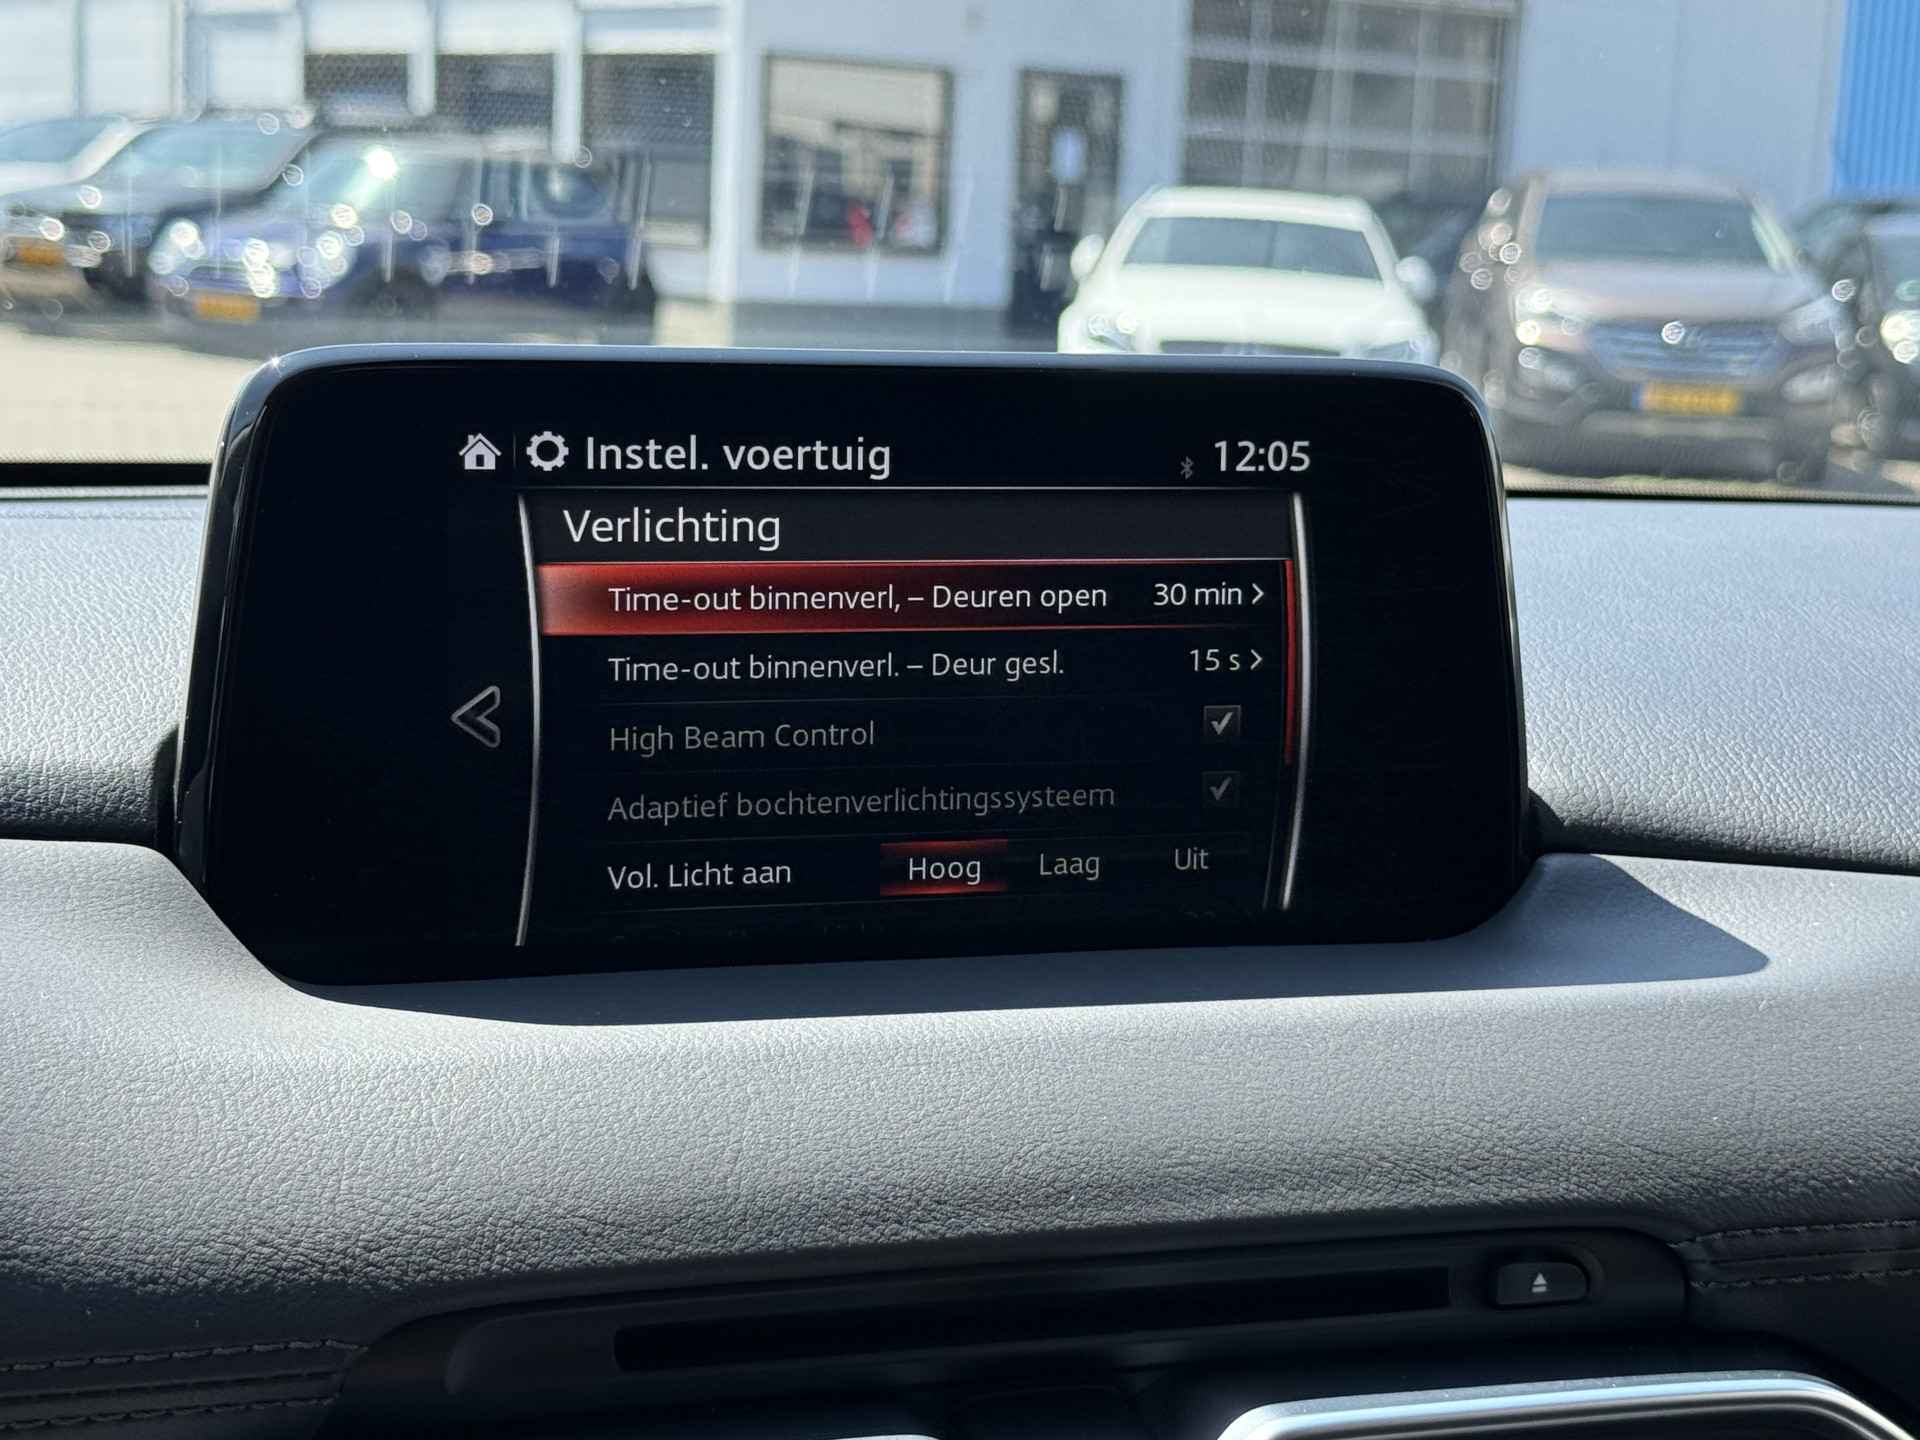 Instel. voertuig 12:05
Verlichting
Time-out binnenverl, – Deuren open 30 min >
Time-out binnenverl. – Deur gesl. 15 s >
High Beam Control
Adaptief bochtenverlichtingssysteem
Vol. Licht aan Hoog Laag Uit